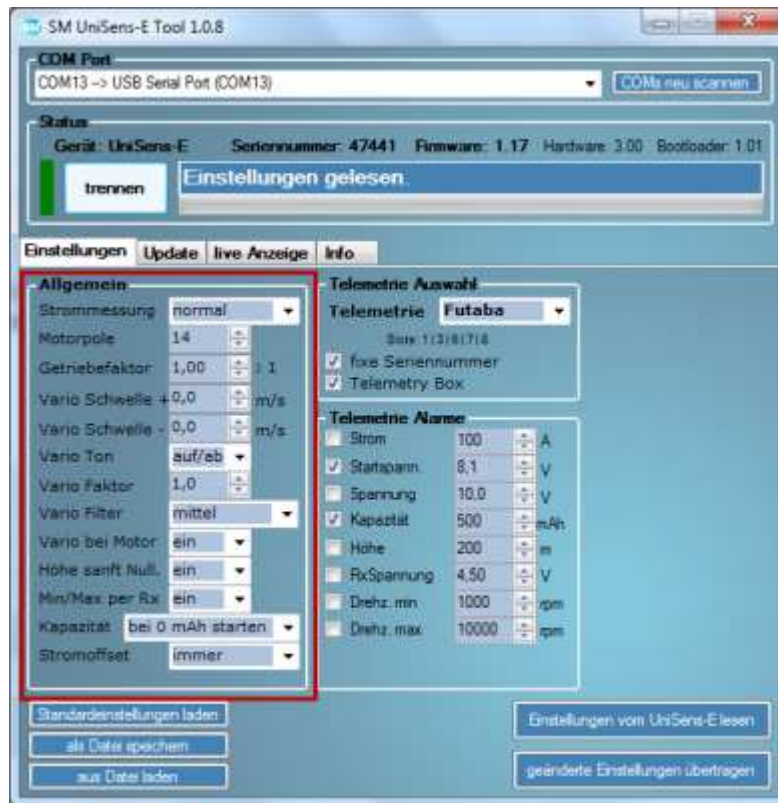 SM UniSens-E Tool 1.0.8
COM Port
COM13 --> USB Serial Port (COM13)
COMs neu scannen
Status
Gerät: UniSens-E Seriennummer: 47441 Firmware: 1.17 Hardware: 3.00 Bootloader: 1.01
trennen
Einstellungen gelesen.
Einstellungen Update live Anzeige Info
Allgemein
Strommessung normal
Motorpole 14
Getriebefaktor 1,00 : 1
Vario Schwelle + 0,0 m/s
Vario Schwelle - 0,0 m/s
Vario Ton auf/ab
Vario Faktor 1,0
Vario Filter mittel
Vario bei Motor ein
Höhe sanft Null. ein
Min/Max per Rx ein
Kapazität bei 0 mAh starten
Stromoffset immer
Telemetrie Auswahl
Telemetrie Futaba
fixe Seriennummer
Telemetry Box
Telemetrie Alarme
Strom 100 A
Startspann. 8,1 V
Spannung 10,0 V
Kapazität 500 mAh
Höhe 200 m
RxSpannung 4,50 V
Drehz. min 1000 rpm
Drehz. max 10000 rpm
Standardeinstellungen laden
als Datei speichern
aus Datei laden
Einstellungen vom UniSens-E lesen
geänderte Einstellungen übertragen